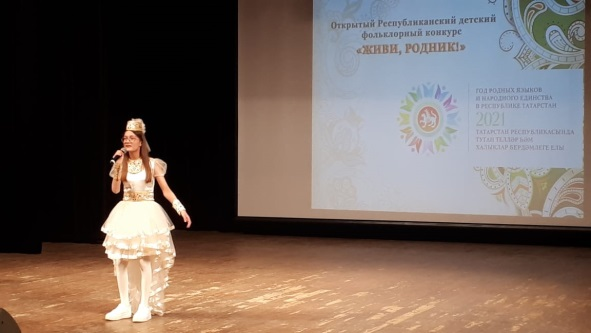 Открытый Республиканский детский
фольклорный конкурс
«ЖИВИ, РОДНИК!»
ГОД РОДНЫХ ЯЗЫКОВ
И НАРОДНОГО ЕДИНСТВА
В РЕСПУБЛИКЕ ТАТАРСТАН
2021
ТАТАРСТАН РЕСПУБЛИКАСЫНДА
ТУГАН ТЕЛЛӘР ҺӘМ
ХАЛЫКЛАР БЕРДӘМЛЕГЕ ЕЛЫ